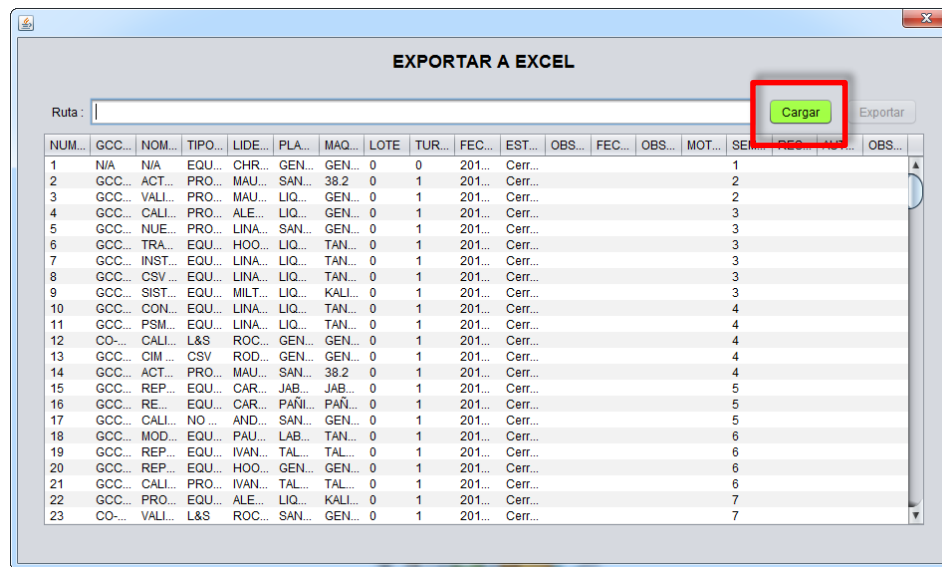 EXPORTAR A EXCEL
Ruta : Cargar Exportar
NUM... GCC... NOM... TIPO... LIDE... PLA... MAQ... LOTE TUR... FEC... EST... OBS... FEC... OBS... MOT... SEM... RES... AUT... OBS...
1 N/A N/A EQU... CHR... GEN... GEN... 0 0 201... Cerr... 1
2 GCC... ACT... PRO... MAU... SAN... 38.2 0 1 201... Cerr... 2
3 GCC... VALI... PRO... MAU... LIQ... GEN... 0 1 201... Cerr... 2
4 GCC... CALI... PRO... ALE... LIQ... GEN... 0 1 201... Cerr... 3
5 GCC... NUE... PRO... LINA... SAN... GEN... 0 1 201... Cerr... 3
6 GCC... TRA... EQU... HOO... LIQ... TAN... 0 1 201... Cerr... 3
7 GCC... INST... EQU... LINA... LIQ... TAN... 0 1 201... Cerr... 3
8 GCC... CSV ... EQU... LINA... LIQ... TAN... 0 1 201... Cerr... 3
9 GCC... SIST... EQU... MILT... LIQ... KALI... 0 1 201... Cerr... 3
10 GCC... CON... EQU... LINA... LIQ... TAN... 0 1 201... Cerr... 4
11 GCC... PSM... EQU... LINA... LIQ... TAN... 0 1 201... Cerr... 4
12 CO-... CALI... L&S ROC... GEN... GEN... 0 1 201... Cerr... 4
13 GCC... CIM ... CSV ROD... GEN... GEN... 0 1 201... Cerr... 4
14 GCC... ACT... PRO... MAU... SAN... 38.2 0 1 201... Cerr... 4
15 GCC... REP... EQU... CAR... JAB... JAB... 0 1 201... Cerr... 5
16 GCC... RE... EQU... CAR... PAÑI... PAÑ... 0 1 201... Cerr... 5
17 GCC... CALI... NO ... AND... SAN... GEN... 0 1 201... Cerr... 5
18 GCC... MOD... EQU... PAU... LAB... TAN... 0 1 201... Cerr... 6
19 GCC... REP... EQU... IVAN... TAL... TAL... 0 1 201... Cerr... 6
20 GCC... REP... EQU... HOO... GEN... GEN... 0 1 201... Cerr... 6
21 GCC... CALI... PRO... IVAN... TAL... TAL... 0 1 201... Cerr... 6
22 GCC... PRO... EQU... ALE... LIQ... KALI... 0 1 201... Cerr... 7
23 CO-... VALI... L&S ROC... SAN... GEN... 0 1 201... Cerr... 7